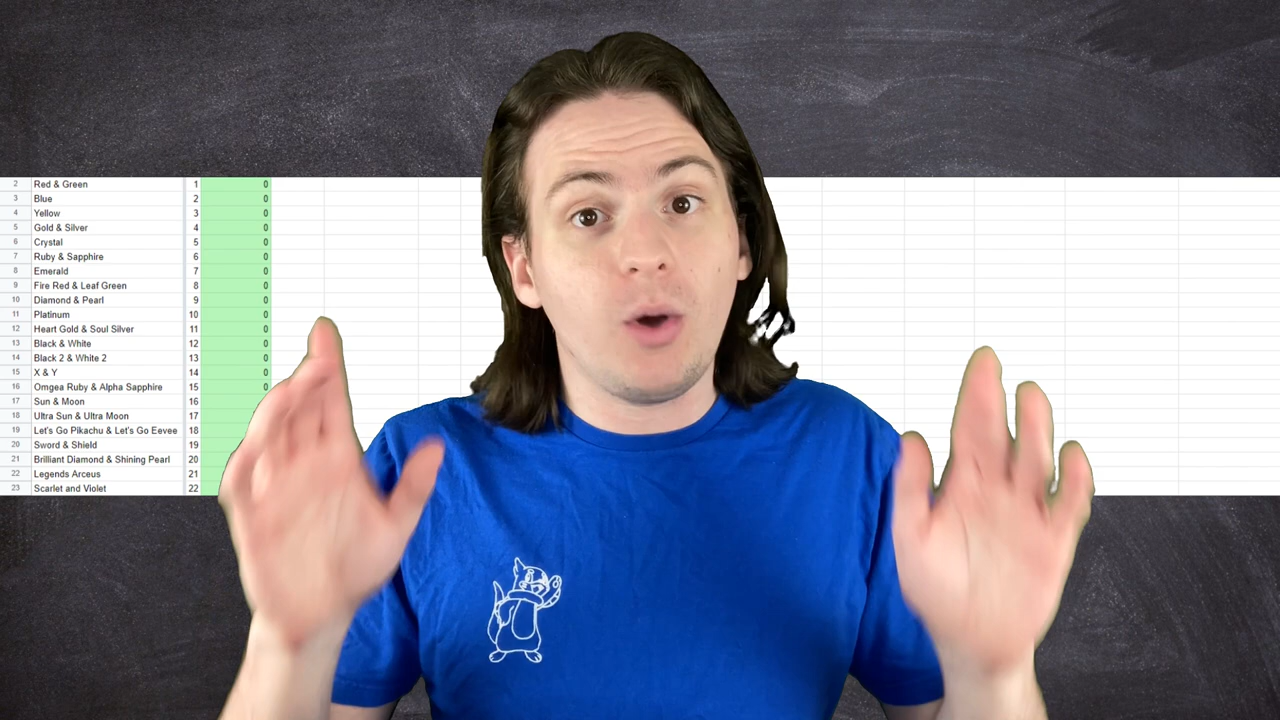 2 Red & Green 1 0
3 Blue 2 0
4 Yellow 3 0
5 Gold & Silver 4 0
6 Crystal 5 0
7 Ruby & Sapphire 6 0
8 Emerald 7 0
9 Fire Red & Leaf Green 8 0
10 Diamond & Pearl 9 0
11 Platinum 10 0
12 Heart Gold & Soul Silver 11 0
13 Black & White 12 0
14 Black 2 & White 2 13 0
15 X & Y 14 0
16 Omgea Ruby & Alpha Sapphire 15 0
17 Sun & Moon 16
18 Ultra Sun & Ultra Moon 17
19 Let's Go Pikachu & Let's Go Eevee 18
20 Sword & Shield 19
21 Brilliant Diamond & Shining Pearl 20
22 Legends Arceus 21
23 Scarlet and Violet 22